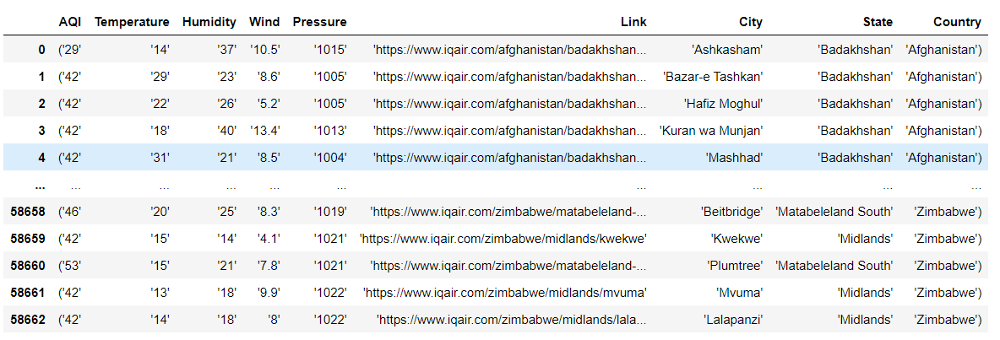 AQI Temperature Humidity Wind Pressure Link City State Country
0 ('29' '14' '37' '10.5' '1015' 'https://www.iqair.com/afghanistan/badakhshan... 'Ashkasham' 'Badakhshan' 'Afghanistan')
1 ('42' '29' '23' '8.6' '1005' 'https://www.iqair.com/afghanistan/badakhshan... 'Bazar-e Tashkan' 'Badakhshan' 'Afghanistan')
2 ('42' '22' '26' '5.2' '1005' 'https://www.iqair.com/afghanistan/badakhshan... 'Hafiz Moghul' 'Badakhshan' 'Afghanistan')
3 ('42' '18' '40' '13.4' '1013' 'https://www.iqair.com/afghanistan/badakhshan... 'Kuran wa Munjan' 'Badakhshan' 'Afghanistan')
4 ('42' '31' '21' '8.5' '1004' 'https://www.iqair.com/afghanistan/badakhshan... 'Mashhad' 'Badakhshan' 'Afghanistan')
... ... ... ... ... ... ... ... ... ...
58658 ('46' '20' '25' '8.3' '1019' 'https://www.iqair.com/zimbabwe/matabeleland-... 'Beitbridge' 'Matabeleland South' 'Zimbabwe')
58659 ('42' '15' '14' '4.1' '1021' 'https://www.iqair.com/zimbabwe/midlands/kwekwe' 'Kwekwe' 'Midlands' 'Zimbabwe')
58660 ('53' '15' '21' '7.8' '1021' 'https://www.iqair.com/zimbabwe/matabeleland-... 'Plumtree' 'Matabeleland South' 'Zimbabwe')
58661 ('42' '13' '18' '9.9' '1022' 'https://www.iqair.com/zimbabwe/midlands/mvuma' 'Mvuma' 'Midlands' 'Zimbabwe')
58662 ('42' '14' '18' '8' '1022' 'https://www.iqair.com/zimbabwe/midlands/lala... 'Lalapanzi' 'Midlands' 'Zimbabwe')